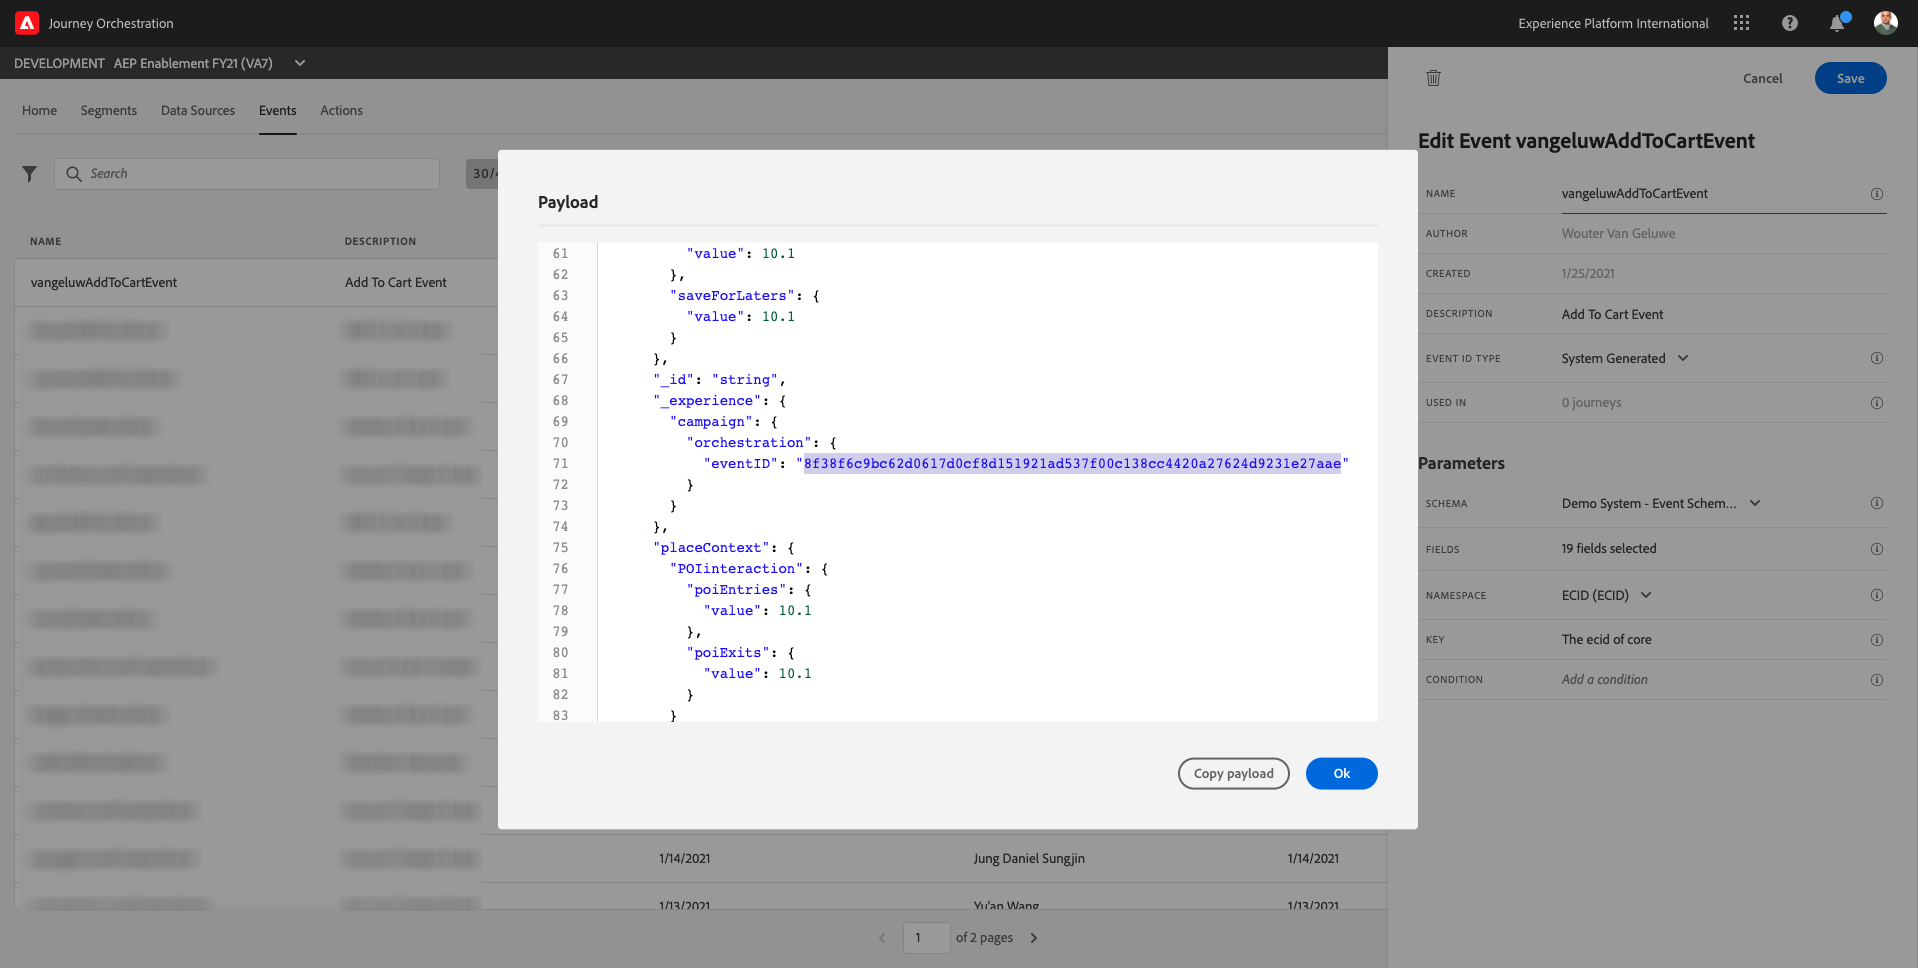 Journey Orchestration
Experience Platform International
DEVELOPMENT AEP Enablement FY21 (VA7)
Home Segments Data Sources Events Actions
Search
30/
NAME DESCRIPTION
vangeluwAddToCartEvent Add To Cart Event
1/14/2021 Jung Daniel Sungjin 1/14/2021
1/13/2021 Yu'an Wang 1/13/2021
1 of 2 pages
Payload
61 "value": 10.1
62 },
63 "saveForLaters": {
64 "value": 10.1
65 }
66 },
67 "_id": "string",
68 "_experience": {
69 "campaign": {
70 "orchestration": {
71 "eventID": "8f38f6c9bc62d0617d0cf8d151921ad537f00c138cc4420a27624d9231e27aae"
72 }
73 }
74 },
75 "placeContext": {
76 "POIinteraction": {
77 "poiEntries": {
78 "value": 10.1
79 },
80 "poiExits": {
81 "value": 10.1
82 }
83 }
Copy payload Ok
Cancel Save
Edit Event vangeluwAddToCartEvent
NAME vangeluwAddToCartEvent
AUTHOR Wouter Van Geluwe
CREATED 1/25/2021
DESCRIPTION Add To Cart Event
EVENT ID TYPE System Generated
USED IN 0 journeys
Parameters
SCHEMA Demo System - Event Schem...
FIELDS 19 fields selected
NAMESPACE ECID (ECID)
KEY The ecid of core
CONDITION Add a condition